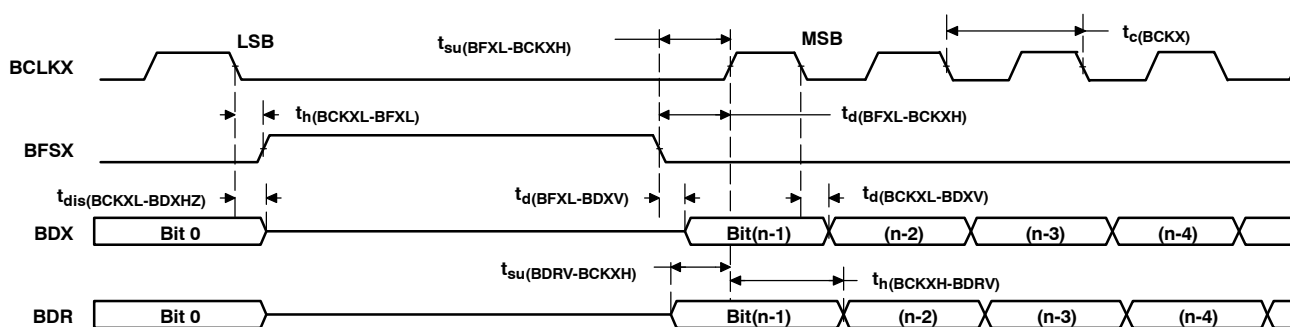 LSB
t_su(BFXL-BCKXH)
MSB
t_c(BCKX)
BCLKX
t_h(BCKXL-BFXL)
t_d(BFXL-BCKXH)
BFSX
t_dis(BCKXL-BDXHZ)
t_d(BFXL-BDXV)
t_d(BCKXL-BDXV)
BDX Bit 0 Bit(n-1) (n-2) (n-3) (n-4)
t_su(BDRV-BCKXH)
t_h(BCKXH-BDRV)
BDR Bit 0 Bit(n-1) (n-2) (n-3) (n-4)